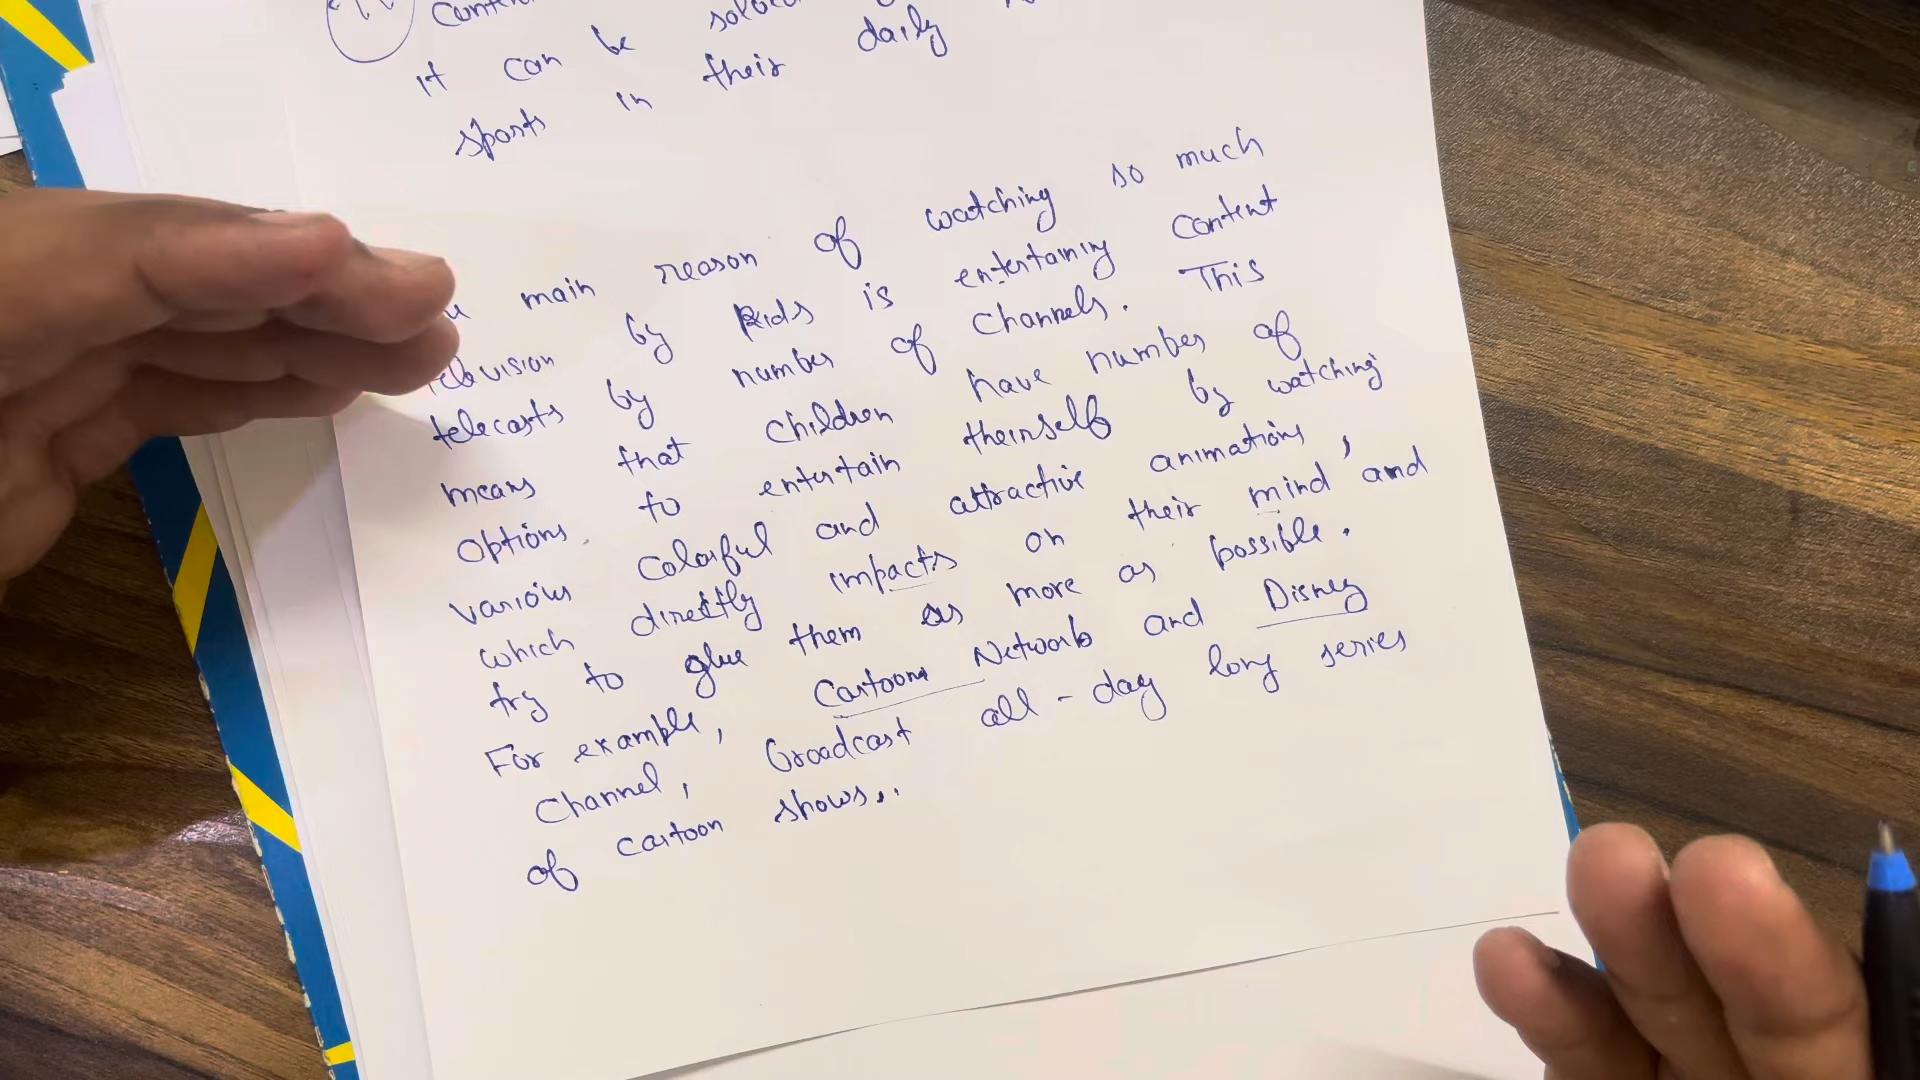 it can be
sports in their daily
main reason of watching so much
television by kids is entertaining content
telecasts by number of channels. This
means that children have number of
options to entertain themself by watching
various colorful and attractive animations,
which directly impacts on their mind and
try to glue them as more as possible.
For example, Cartoon Network and Disney
Channel, broadcast all-day long series
of cartoon shows..